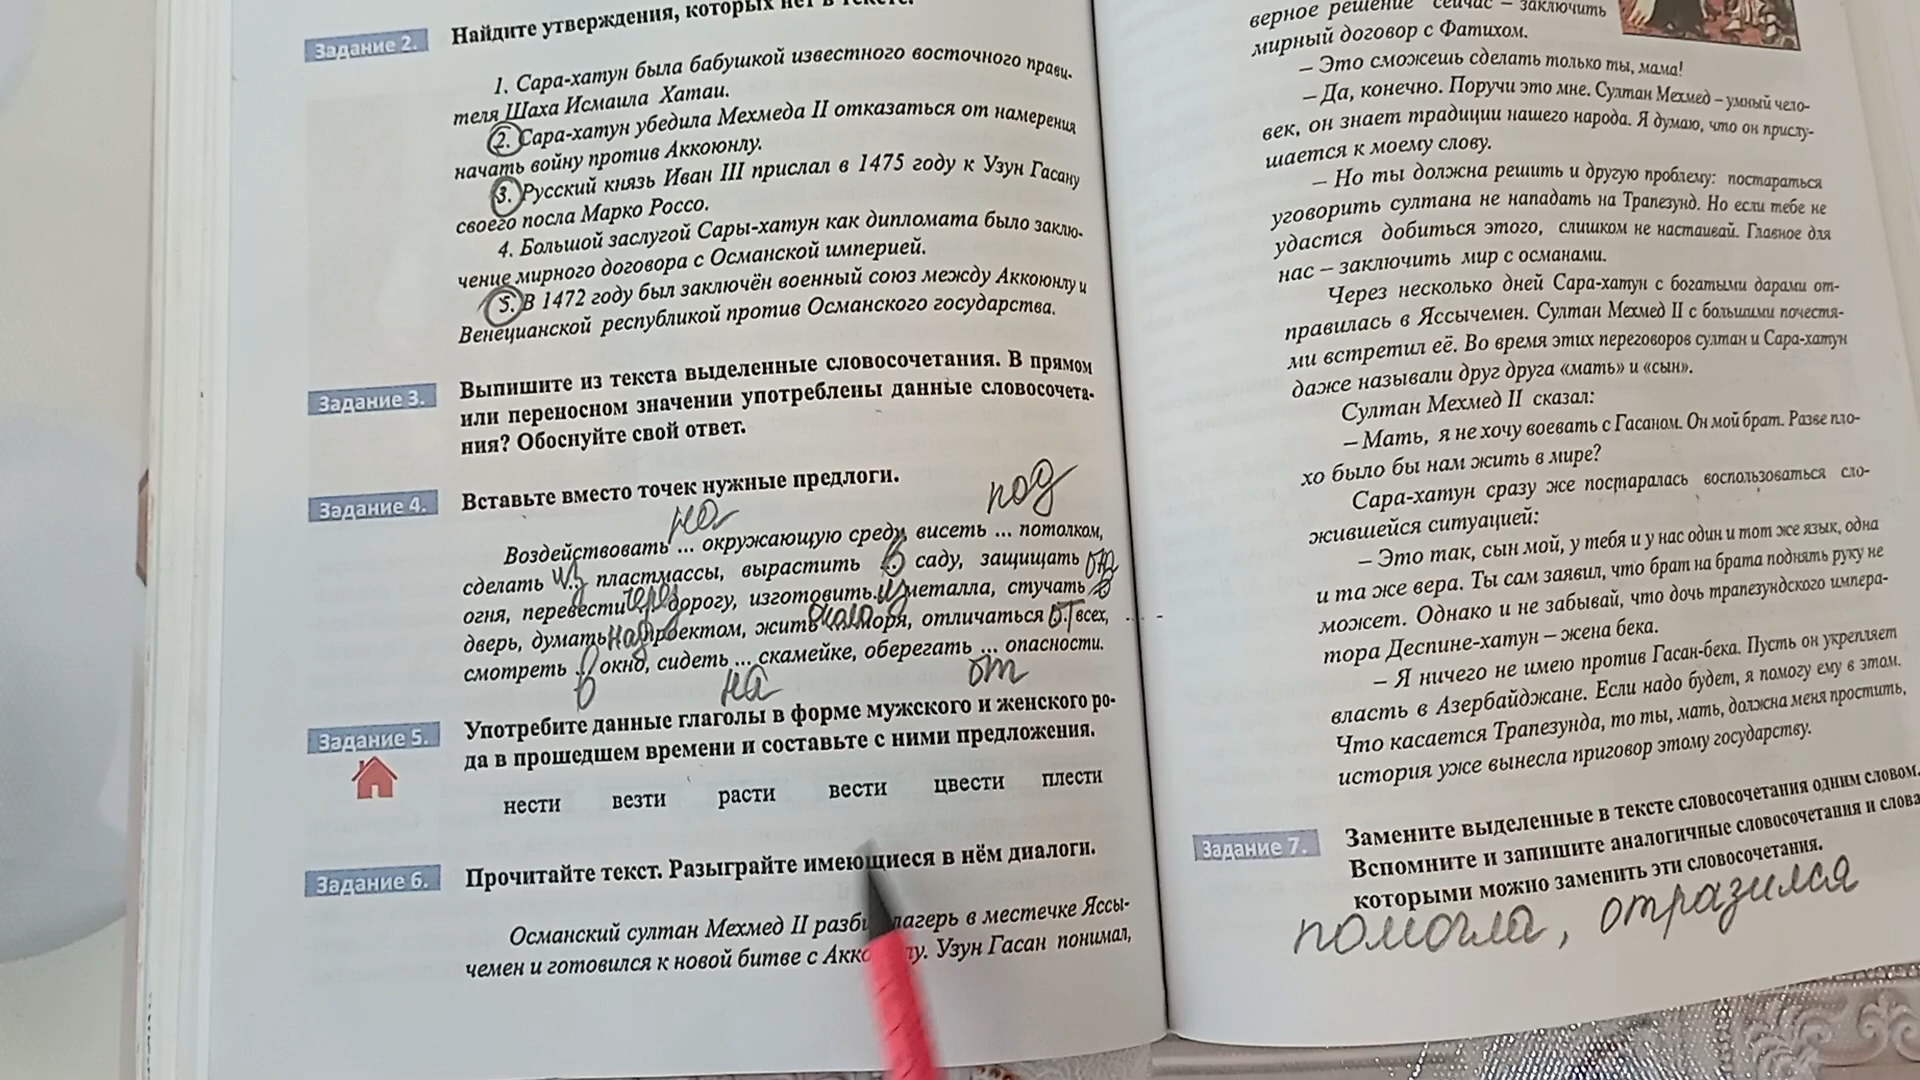 Задание 2.
Найдите утверждения, которых нет в тексте.
1. Сара-хатун была бабушкой известного восточного прави-
теля Шаха Исмаила Хатаи.
2. Сара-хатун убедила Мехмеда II отказаться от намерения
начать войну против Аккоюнлу.
3. Русский князь Иван III прислал в 1475 году к Узун Гасану
своего посла Марко Россо.
4. Большой заслугой Сары-хатун как дипломата было заклю-
чение мирного договора с Османской империей.
5. В 1472 году был заключён военный союз между Аккоюнлу и
Венецианской республикой против Османского государства.
Задание 3.
Выпишите из текста выделенные словосочетания. В прямом
или переносном значении употреблены данные словосочета-
ния? Обоснуйте свой ответ.
Задание 4.
Вставьте вместо точек нужные предлоги.
на под
Воздействовать ... окружающую среду, висеть ... потолком,
сделать из пластмассы, вырастить в саду, защищать от
огня, перевести через дорогу, изготовить из металла, стучать в
дверь, думать над проектом, жить около моря, отличаться от всех,
смотреть ... окно, сидеть ... скамейке, оберегать ... опасности.
в на от
Задание 5.
Употребите данные глаголы в форме мужского и женского ро-
да в прошедшем времени и составьте с ними предложения.
нести везти расти вести цвести плести
Задание 6.
Прочитайте текст. Разыграйте имеющиеся в нём диалоги.
Османский султан Мехмед II разби лагерь в местечке Яссы-
чемен и готовился к новой битве с Акко лу. Узун Гасан понимал,
верное решение сейчас – заключить
мирный договор с Фатихом.
– Это сможешь сделать только ты, мама!
– Да, конечно. Поручи это мне. Султан Мехмед – умный чело-
век, он знает традиции нашего народа. Я думаю, что он прислу-
шается к моему слову.
– Но ты должна решить и другую проблему: постараться
уговорить султана не нападать на Трапезунд. Но если тебе не
удастся добиться этого, слишком не настаивай. Главное для
нас – заключить мир с османами.
Через несколько дней Сара-хатун с богатыми дарами от-
правилась в Яссычемен. Султан Мехмед II с большими почестя-
ми встретил её. Во время этих переговоров султан и Сара-хатун
даже называли друг друга «мать» и «сын».
Султан Мехмед II сказал:
– Мать, я не хочу воевать с Гасаном. Он мой брат. Разве пло-
хо было бы нам жить в мире?
Сара-хатун сразу же постаралась воспользоваться сло-
жившейся ситуацией:
– Это так, сын мой, у тебя и у нас один и тот же язык, одна
и та же вера. Ты сам заявил, что брат на брата поднять руку не
может. Однако и не забывай, что дочь трапезундского импера-
тора Деспине-хатун – жена бека.
– Я ничего не имею против Гасан-бека. Пусть он укрепляет
власть в Азербайджане. Если надо будет, я помогу ему в этом.
Что касается Трапезунда, то ты, мать, должна меня простить,
история уже вынесла приговор этому государству.
Задание 7.
Замените выделенные в тексте словосочетания одним словом.
Вспомните и запишите аналогичные словосочетания и слова
которыми можно заменить эти словосочетания.
помогла, отразился